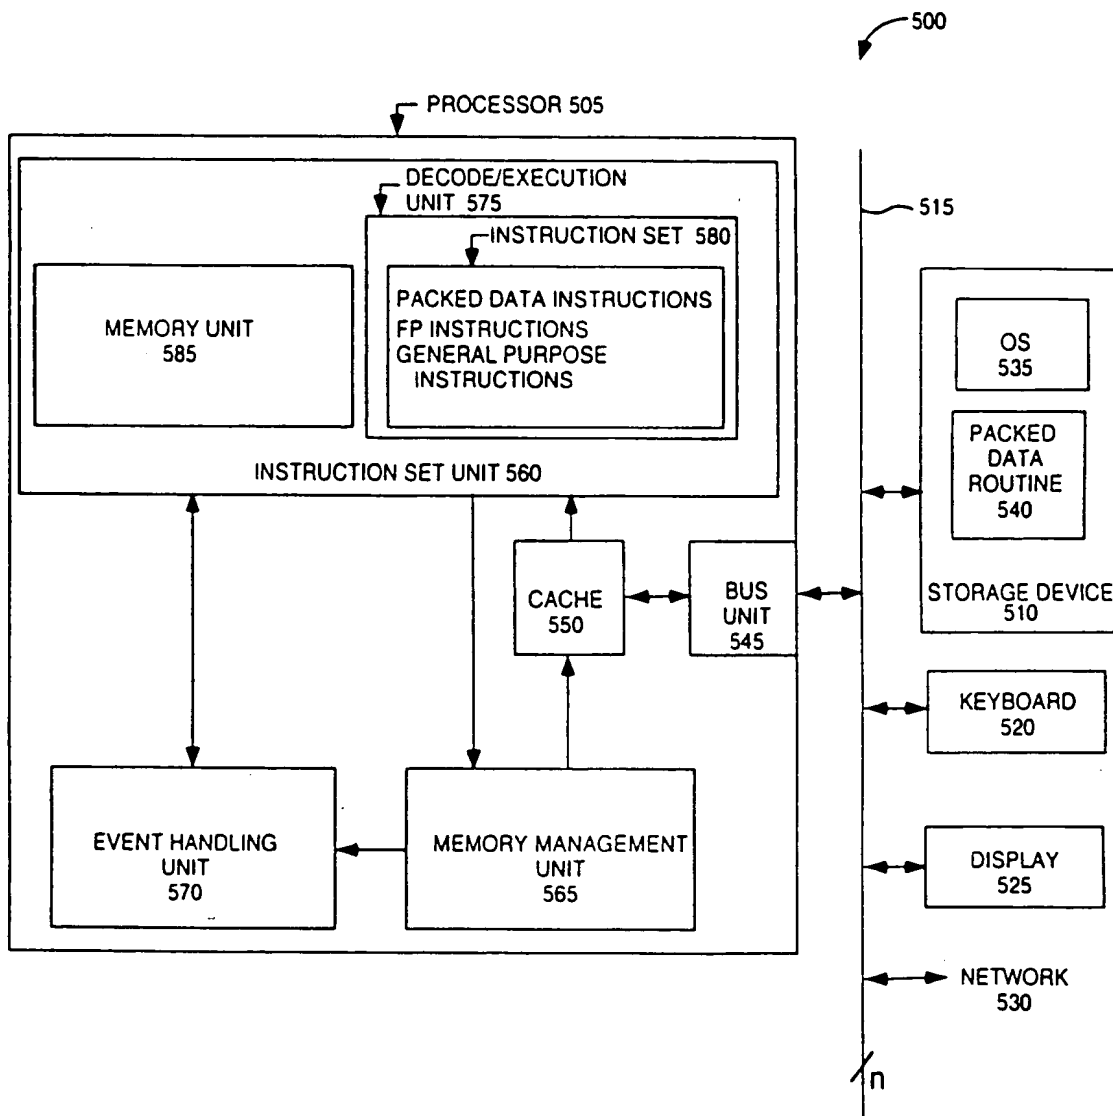 500
PROCESSOR 505
DECODE/EXECUTION
UNIT 575
515
INSTRUCTION SET 580
PACKED DATA INSTRUCTIONS
FP INSTRUCTIONS
GENERAL PURPOSE
INSTRUCTIONS
MEMORY UNIT
585
INSTRUCTION SET UNIT 560
OS
535
PACKED
DATA
ROUTINE
540
STORAGE DEVICE
510
CACHE
550
BUS
UNIT
545
KEYBOARD
520
EVENT HANDLING
UNIT
570
MEMORY MANAGEMENT
UNIT
565
DISPLAY
525
NETWORK
530
n